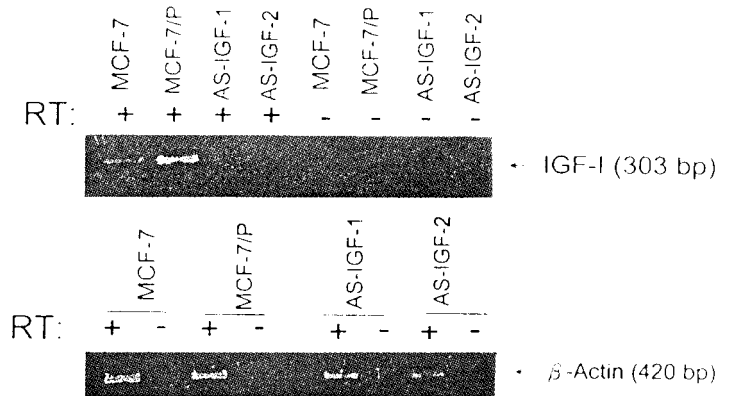 MCF-7 MCF-7/P AS-IGF-1 AS-IGF-2 MCF-7 MCF-7/P AS-IGF-1 AS-IGF-2
RT: + + + + - - - -
← IGF-I (303 bp)
MCF-7 MCF-7/P AS-IGF-1 AS-IGF-2
RT: + - + - + - + -
β-Actin (420 bp)